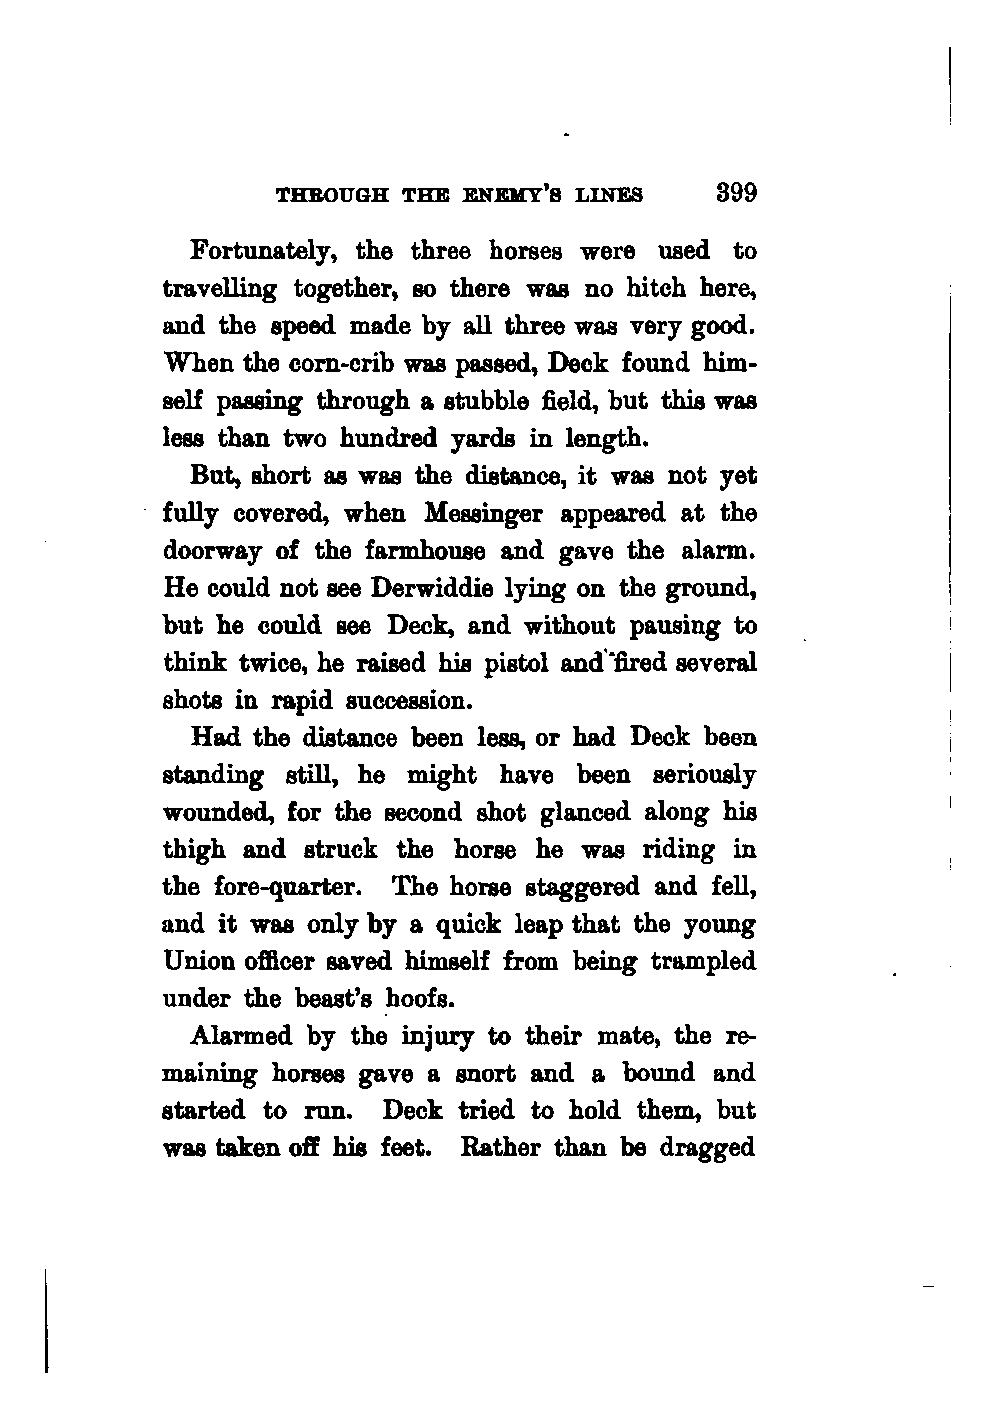 THROUGH THE ENEMY'S LINES 399
Fortunately, the three horses were used to
travelling together, so there was no hitch here,
and the speed made by all three was very good.
When the corn-crib was passed, Deck found him-
self passing through a stubble field, but this was
less than two hundred yards in length.
But, short as was the distance, it was not yet
fully covered, when Messinger appeared at the
doorway of the farmhouse and gave the alarm.
He could not see Derwiddie lying on the ground,
but he could see Deck, and without pausing to
think twice, he raised his pistol and fired several
shots in rapid succession.
Had the distance been less, or had Deck been
standing still, he might have been seriously
wounded, for the second shot glanced along his
thigh and struck the horse he was riding in
the fore-quarter. The horse staggered and fell,
and it was only by a quick leap that the young
Union officer saved himself from being trampled
under the beast's hoofs.
Alarmed by the injury to their mate, the re-
maining horses gave a snort and a bound and
started to run. Deck tried to hold them, but
was taken off his feet. Rather than be dragged